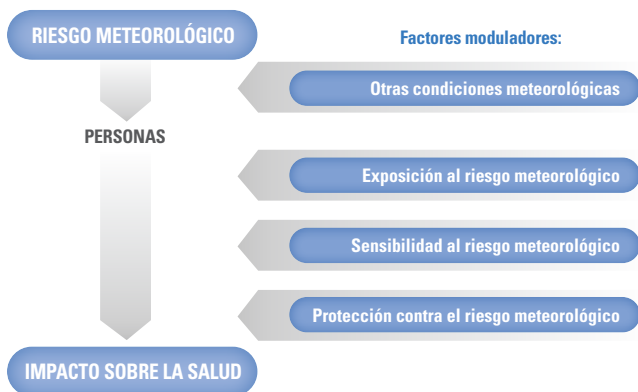 RIESGO METEOROLÓGICO
Factores moduladores:
Otras condiciones meteorológicas
PERSONAS
Exposición al riesgo meteorológico
Sensibilidad al riesgo meteorológico
Protección contra el riesgo meteorológico
IMPACTO SOBRE LA SALUD